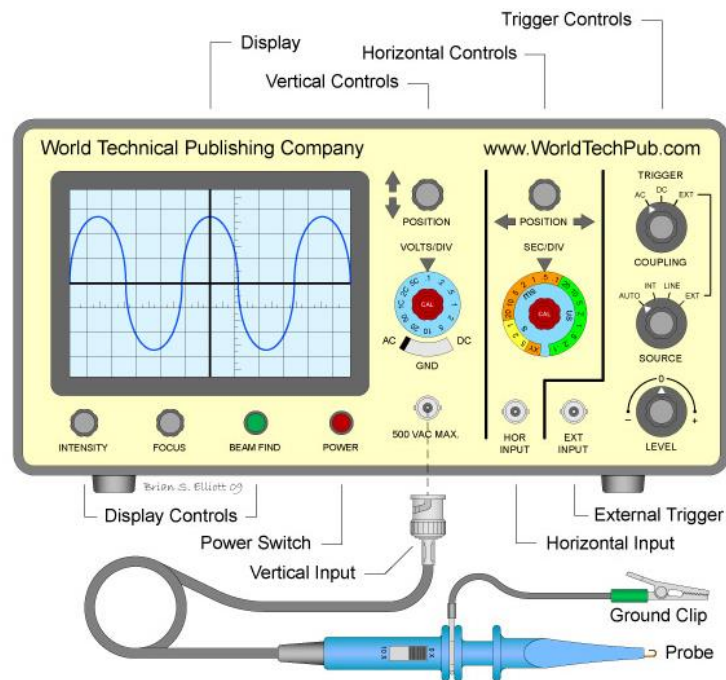 Trigger Controls
Display
Horizontal Controls
Vertical Controls
World Technical Publishing Company
www.WorldTechPub.com
TRIGGER
POSITION
POSITION
AC
DC
EXT
COUPLING
VOLTS/DIV
SEC/DIV
CAL
CAL
mS
uS
S
XY
AC
DC
GND
AUTO
INT
LINE
EXT
SOURCE
0
- +
LEVEL
INTENSITY
FOCUS
BEAM FIND
POWER
500 VAC MAX.
HOR
INPUT
EXT
INPUT
Brian S. Elliott 09
Display Controls
Power Switch
Vertical Input
External Trigger
Horizontal Input
Ground Clip
Probe